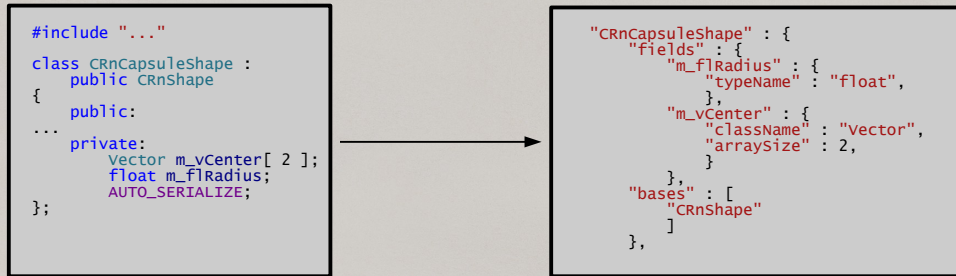 #include "..."
class CRnCapsuleShape :
public CRnShape
{
public:
...
private:
Vector m_vCenter[ 2 ];
float m_flRadius;
AUTO_SERIALIZE;
};
"CRnCapsuleShape" : {
"fields" : {
"m_flRadius" : {
"typeName" : "float",
},
"m_vCenter" : {
"className" : "Vector",
"arraySize" : 2,
}
},
"bases" : [
"CRnShape"
]
},